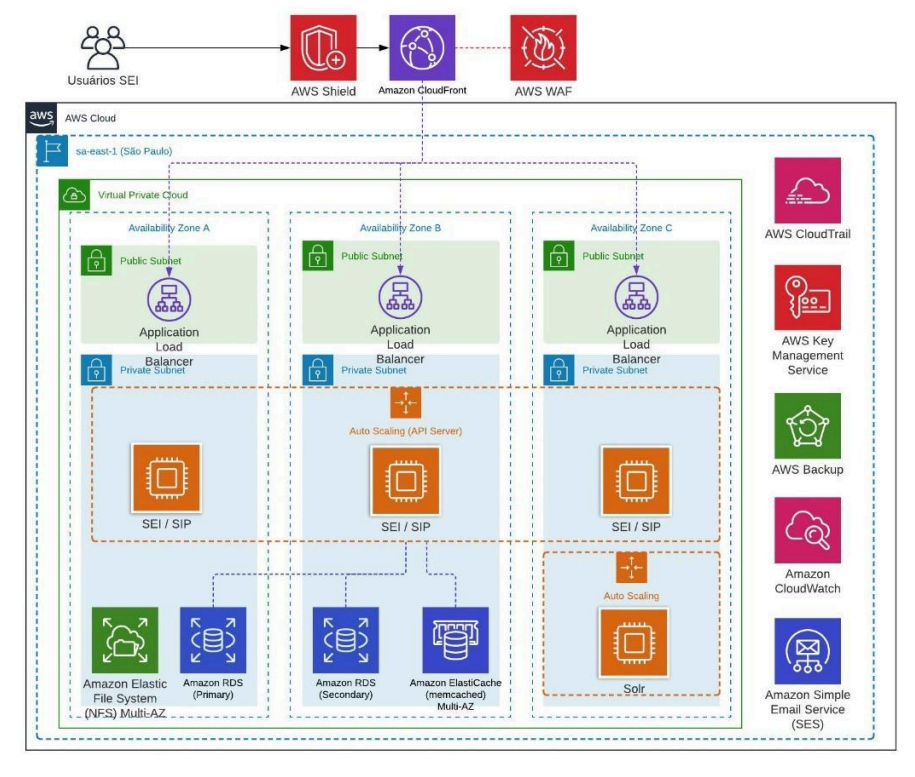 Usuários SEI
AWS Shield
Amazon CloudFront
AWS WAF
aws
AWS Cloud
sa-east-1 (São Paulo)
Virtual Private Cloud
Availability Zone A
Availability Zone B
Availability Zone C
Public Subnet
Public Subnet
Public Subnet
Application
Load
Balancer
Application
Load
Balancer
Application
Load
Balancer
Private Subnet
Private Subnet
Private Subnet
Auto Scaling (API Server)
SEI / SIP
SEI / SIP
SEI / SIP
Auto Scaling
Solr
Amazon Elastic
File System
(NFS) Multi-AZ
Amazon RDS
(Primary)
Amazon RDS
(Secondary)
Amazon ElastiCache
(memcached)
Multi-AZ
AWS CloudTrail
AWS Key
Management
Service
AWS Backup
Amazon
CloudWatch
Amazon Simple
Email Service
(SES)